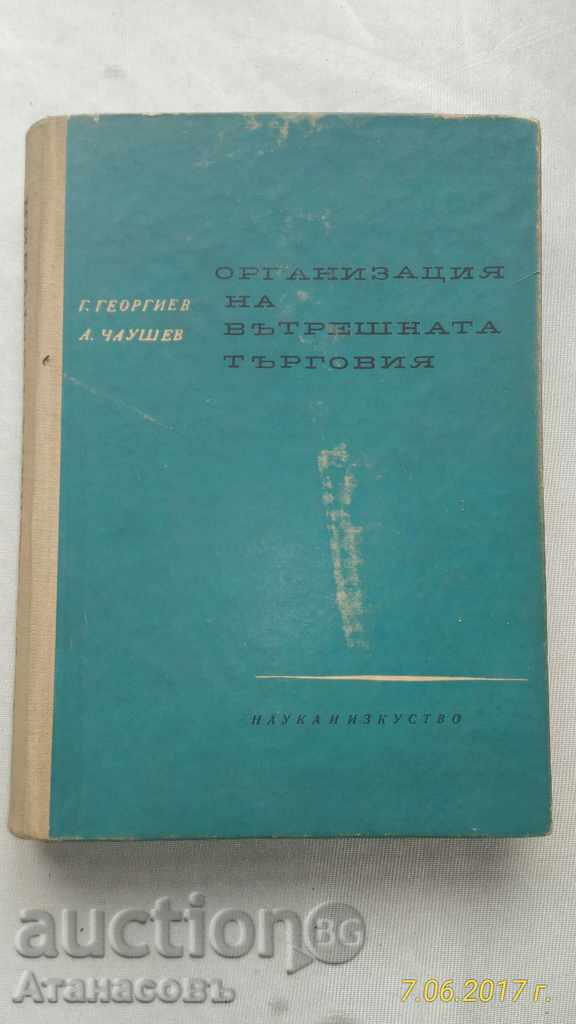 ОРГАНИЗАЦИЯ
НА
ВЪТРЕШНАТА
ТЪРГОВИЯ
Г. ГЕОРГИЕВ
А. ЧАУШЕВ
НАУКА И ИЗКУСТВО
auction BG
Атанасовъ
7.06.2017 г.